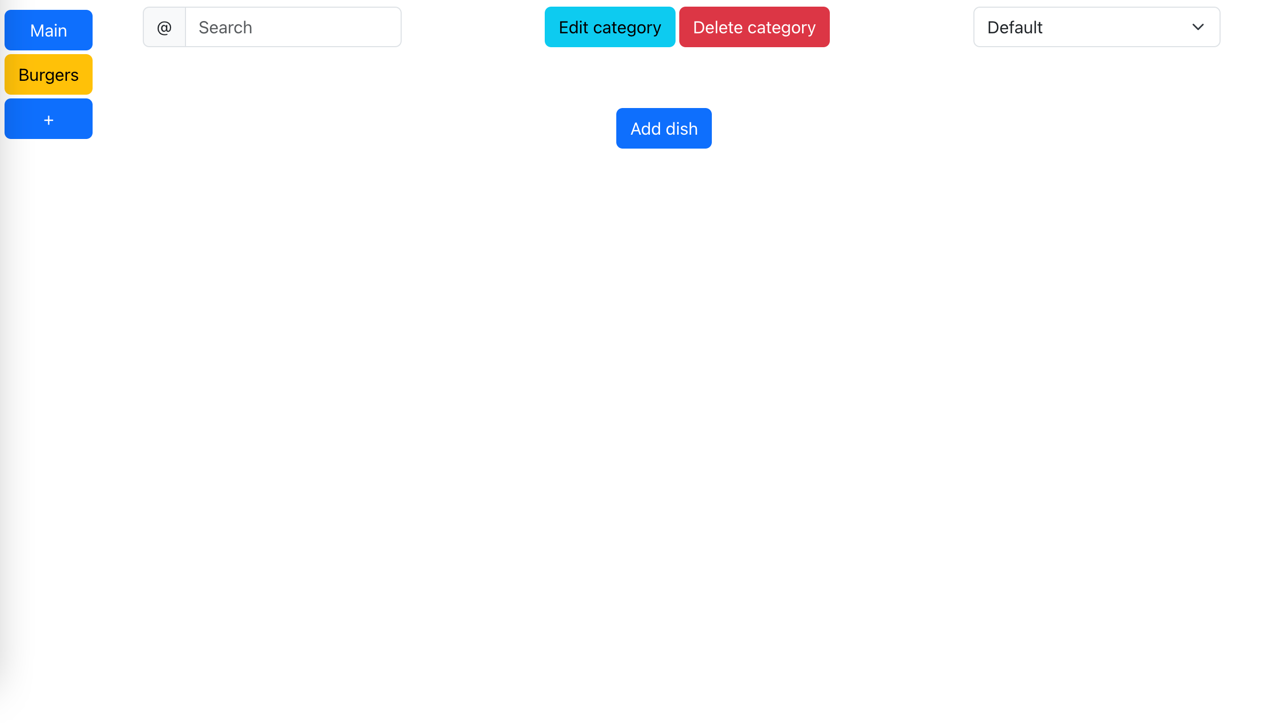 Main
Burgers
+
@ Search
Edit category
Delete category
Default
Add dish